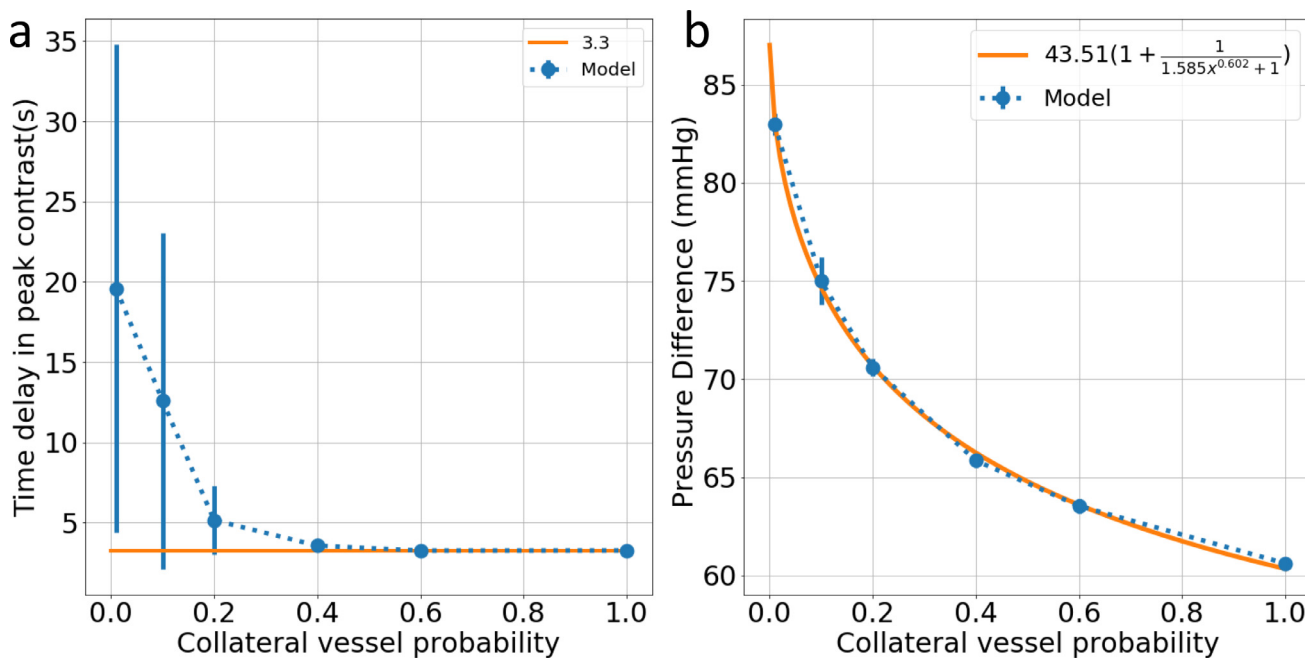 a
35
30
25
20
15
10
5
0.0 0.2 0.4 0.6 0.8 1.0
Time delay in peak contrast(s)
Collateral vessel probability
3.3
Model
b
85
80
75
70
65
60
0.0 0.2 0.4 0.6 0.8 1.0
Pressure Difference (mmHg)
Collateral vessel probability
43.51(1 + 1/(1.585x^0.602 + 1))
Model